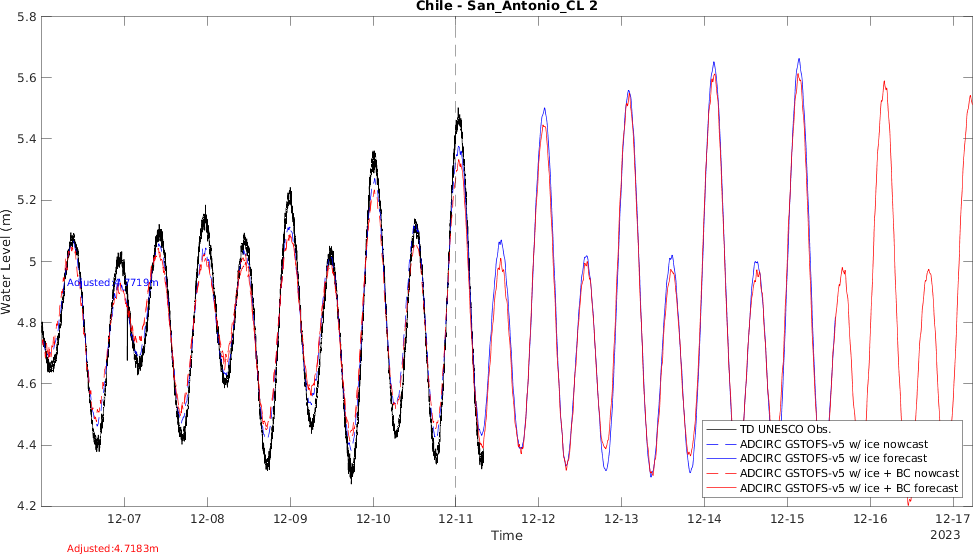 Chile - San_Antonio_CL 2
5.8
5.6
5.4
5.2
5
4.8
4.6
4.4
4.2
Water Level (m)
Adjusted:4.7719m
TD UNESCO Obs.
ADCIRC GSTOFS-v5 w/ ice nowcast
ADCIRC GSTOFS-v5 w/ ice forecast
ADCIRC GSTOFS-v5 w/ ice + BC nowcast
ADCIRC GSTOFS-v5 w/ ice + BC forecast
12-07 12-08 12-09 12-10 12-11 12-12 12-13 12-14 12-15 12-16 12-17
Time
2023
Adjusted:4.7183m